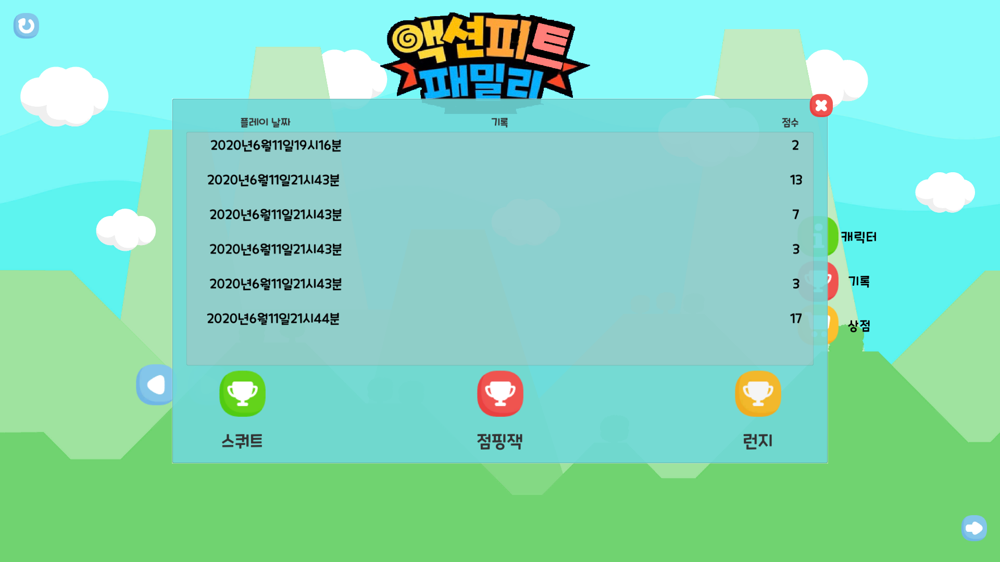 액션피트
패밀리
플레이 날짜 기록 점수
2020년6월11일19시16분 2
2020년6월11일21시43분 13
2020년6월11일21시43분 7
2020년6월11일21시43분 3
2020년6월11일21시43분 3
2020년6월11일21시44분 17
캐릭터
기록
상점
스쿼트 점핑잭 런지